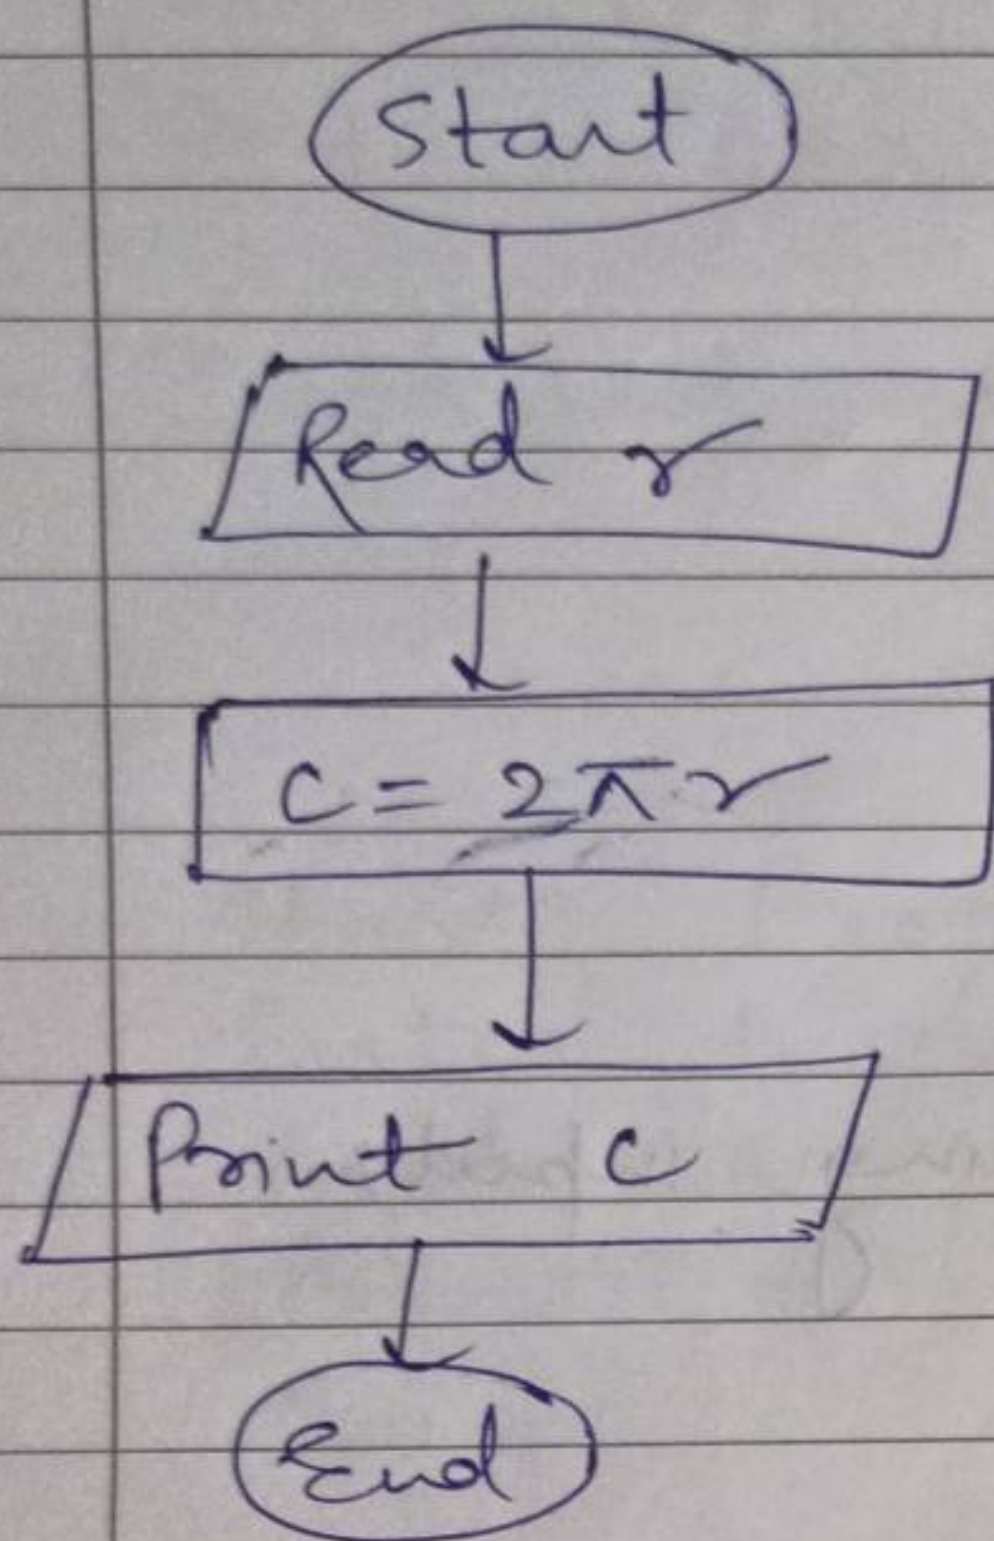 Start
Read r
C = 2πr
Print C
End